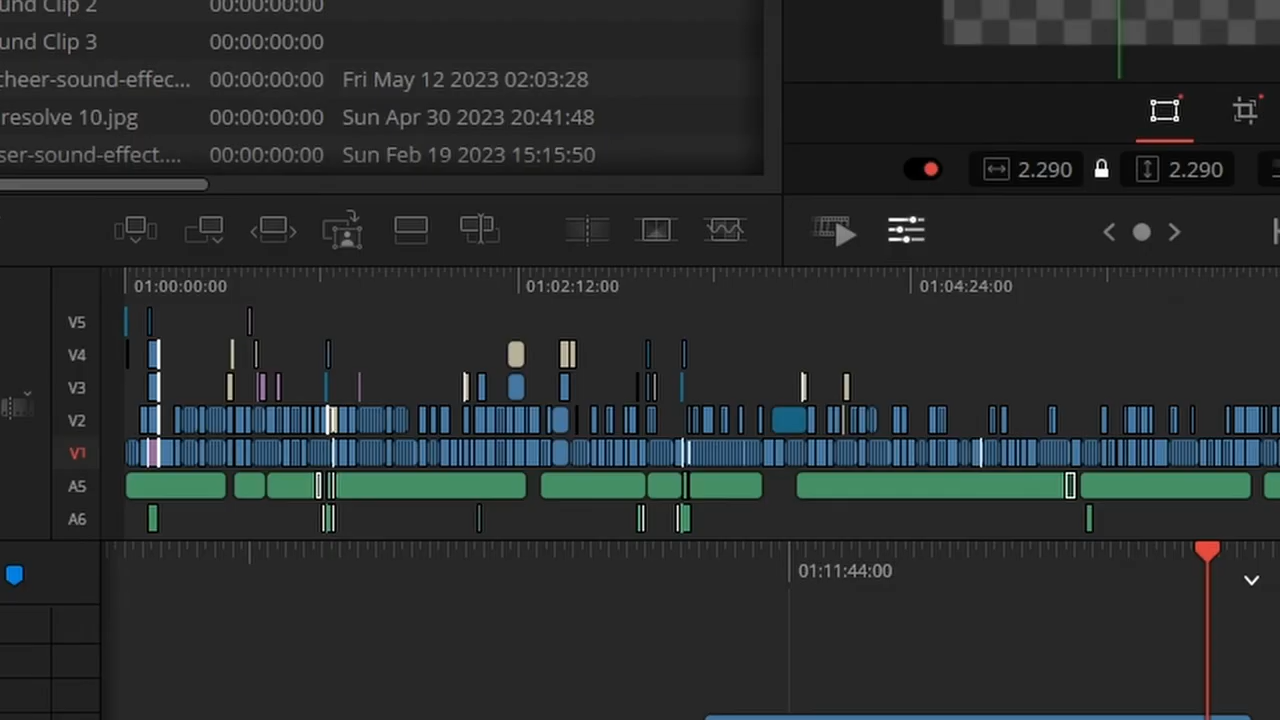 und Clip 2 00:00:00:00
und Clip 3 00:00:00:00
cheer-sound-effec... 00:00:00:00 Fri May 12 2023 02:03:28
resolve 10.jpg 00:00:00:00 Sun Apr 30 2023 20:41:48
ser-sound-effect.... 00:00:00:00 Sun Feb 19 2023 15:15:50
2.290 2.290
01:00:00:00 01:02:12:00 01:04:24:00
V5
V4
V3
V2
V1
A5
A6
01:11:44:00